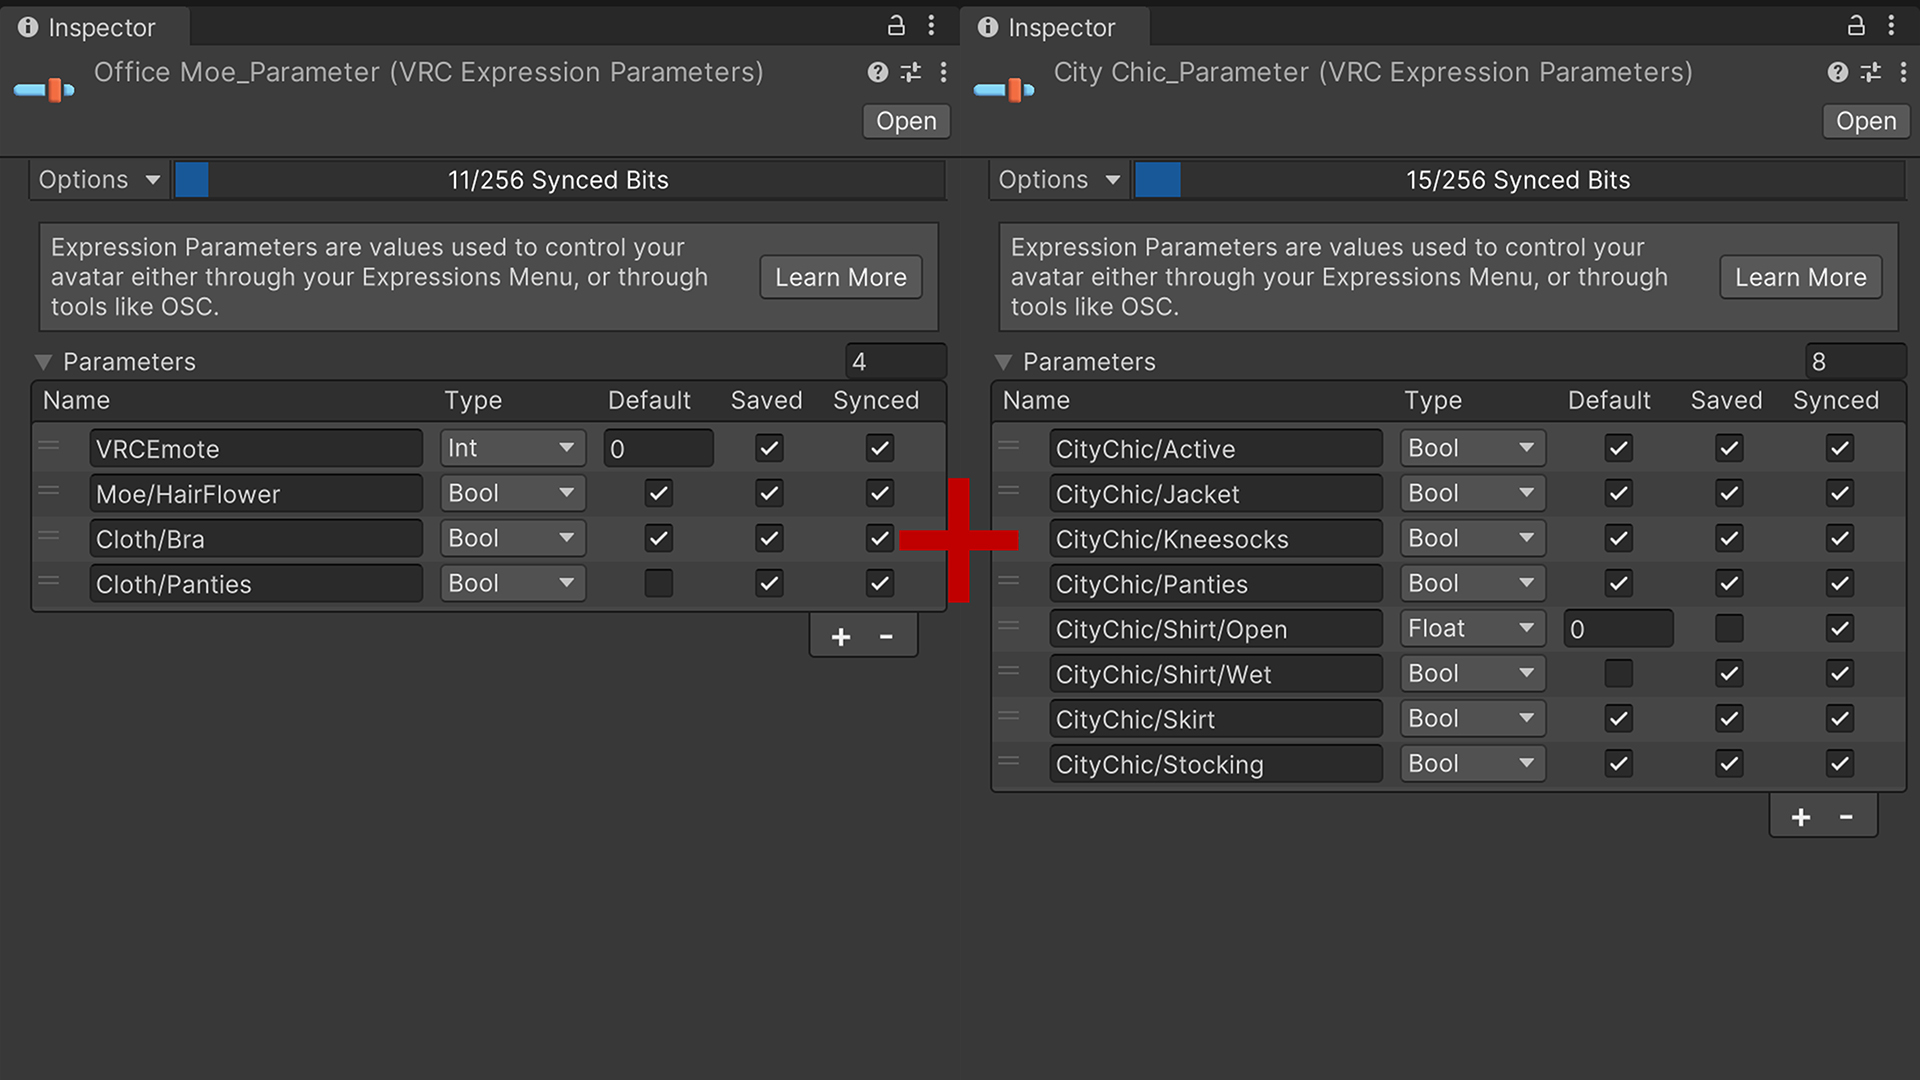 Inspector
Office Moe_Parameter (VRC Expression Parameters)
Open
Options
11/256 Synced Bits
Expression Parameters are values used to control your
avatar either through your Expressions Menu, or through
tools like OSC.
Learn More
Parameters
4
Name Type Default Saved Synced
VRCEmote Int 0
Moe/HairFlower Bool
Cloth/Bra Bool
Cloth/Panties Bool
+ -
Inspector
City Chic_Parameter (VRC Expression Parameters)
Open
Options
15/256 Synced Bits
Expression Parameters are values used to control your
avatar either through your Expressions Menu, or through
tools like OSC.
Learn More
Parameters
8
Name Type Default Saved Synced
CityChic/Active Bool
CityChic/Jacket Bool
CityChic/Kneesocks Bool
CityChic/Panties Bool
CityChic/Shirt/Open Float 0
CityChic/Shirt/Wet Bool
CityChic/Skirt Bool
CityChic/Stocking Bool
+ -